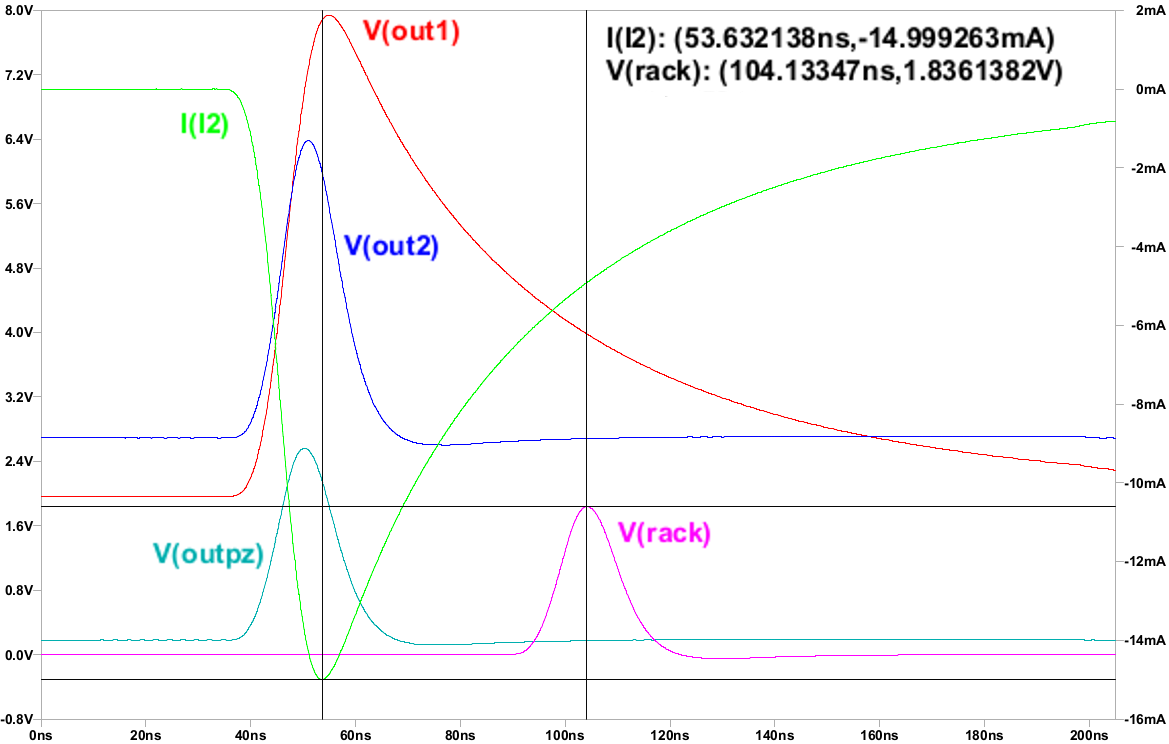 8.0V
7.2V
6.4V
5.6V
4.8V
4.0V
3.2V
2.4V
1.6V
0.8V
0.0V
-0.8V
V(out1)
I(I2): (53.632138ns,-14.999263mA)
V(rack): (104.13347ns,1.8361382V)
I(I2)
V(out2)
V(outpz)
V(rack)
2mA
0mA
-2mA
-4mA
-6mA
-8mA
-10mA
-12mA
-14mA
-16mA
0ns 20ns 40ns 60ns 80ns 100ns 120ns 140ns 160ns 180ns 200ns